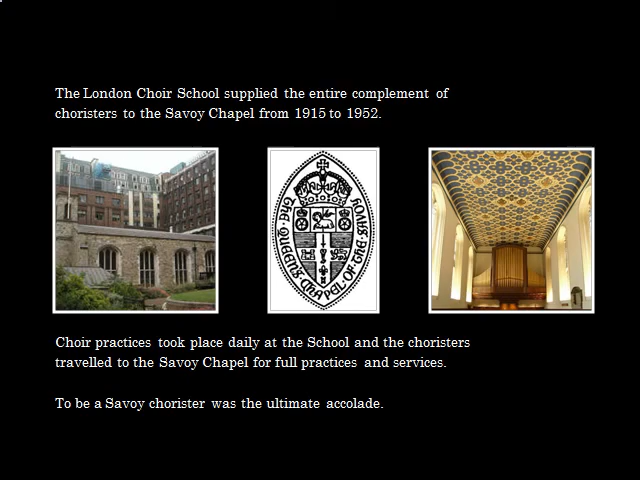 The London Choir School supplied the entire complement of
choristers to the Savoy Chapel from 1915 to 1952.
the · QUEEN'S CHAPEL OF THE SAVOY
Choir practices took place daily at the School and the choristers
travelled to the Savoy Chapel for full practices and services.
To be a Savoy chorister was the ultimate accolade.